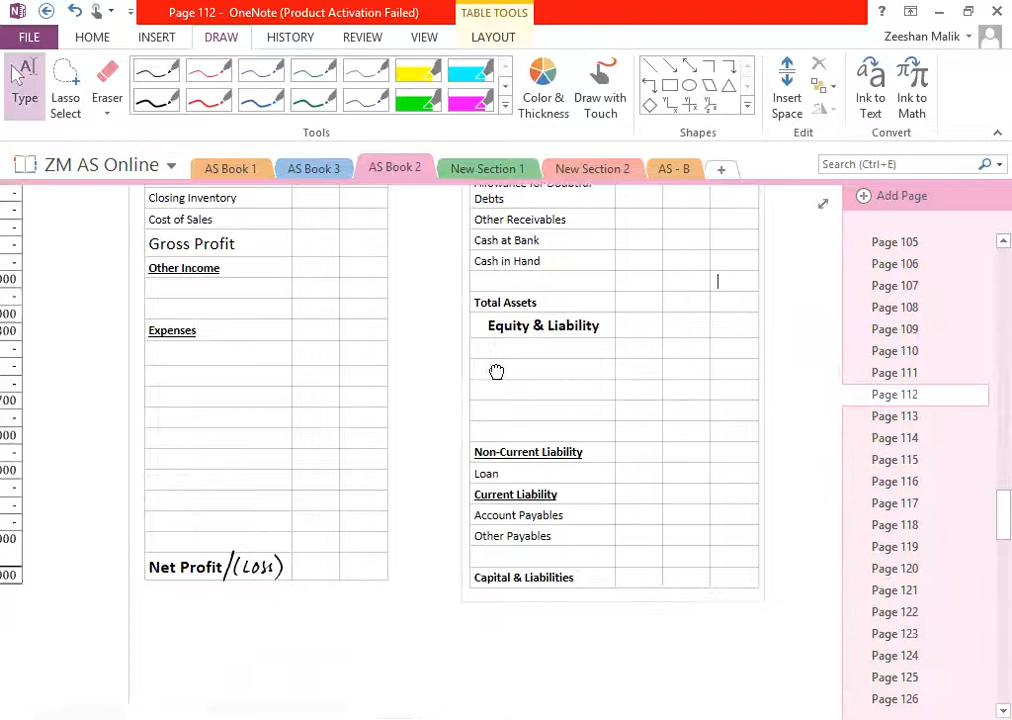 Page 112 - OneNote (Product Activation Failed)
TABLE TOOLS
?
FILE
HOME
INSERT
DRAW
HISTORY
REVIEW
VIEW
LAYOUT
Zeeshan Malik
Type
Lasso Select
Eraser
Color & Thickness
Draw with Touch
Insert Space
Ink to Text
Ink to Math
Tools
Shapes
Edit
Convert
ZM AS Online
AS Book 1
AS Book 3
AS Book 2
New Section 1
New Section 2
AS - B
Search (Ctrl+E)
Add Page
Page 105
Page 106
Page 107
Page 108
Page 109
Page 110
Page 111
Page 112
Page 113
Page 114
Page 115
Page 116
Page 117
Page 118
Page 119
Page 120
Page 121
Page 122
Page 123
Page 124
Page 125
Page 126
Closing Inventory
Cost of Sales
Gross Profit
Other Income
Expenses
Net Profit/(Loss)
Allowance for Doubtful
Debts
Other Receivables
Cash at Bank
Cash in Hand
Total Assets
Equity & Liability
Non-Current Liability
Loan
Current Liability
Account Payables
Other Payables
Capital & Liabilities